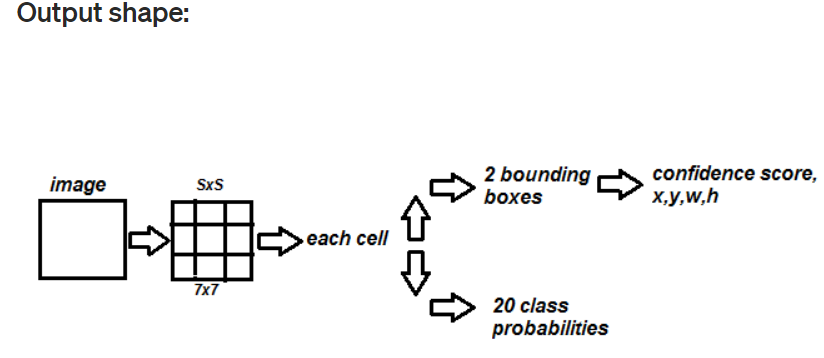 Output shape:
image
SxS
7x7
each cell
2 bounding
boxes
confidence score,
x,y,w,h
20 class
probabilities